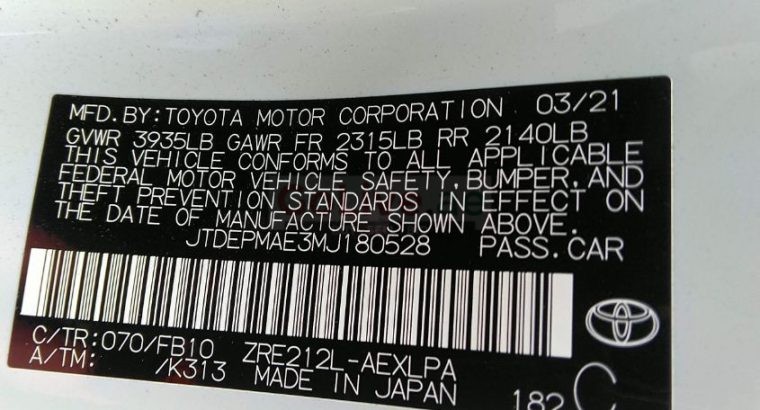 MFD.BY:TOYOTA MOTOR CORPORATION 03/21
GVWR 3935LB GAWR FR 2315LB RR 2140LB
THIS VEHICLE CONFORMS TO ALL APPLICABLE
FEDERAL MOTOR VEHICLE SAFETY,BUMPER,AND
THEFT PREVENTION STANDARDS IN EFFECT ON
THE DATE OF MANUFACTURE SHOWN ABOVE.
JTDEPMAE3MJ180528 PASS.CAR
C/TR:070/FB10 ZRE212L-AEXLPA
A/TM: /K313 MADE IN JAPAN 182 C